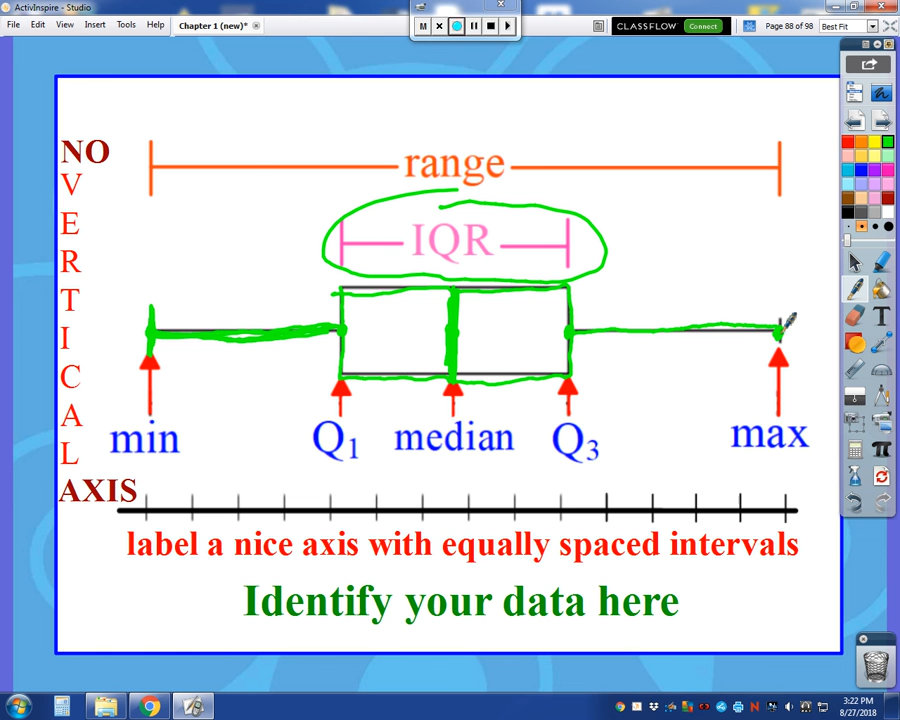 ActivInspire - Studio
File Edit View Insert Tools Help Chapter 1 (new)* CLASSFLOW Connect Page 88 of 98 Best Fit
M
NO
VERTICAL
AXIS
range
IQR
min Q1 median Q3 max
label a nice axis with equally spaced intervals
Identify your data here
3:22 PM
8/27/2018